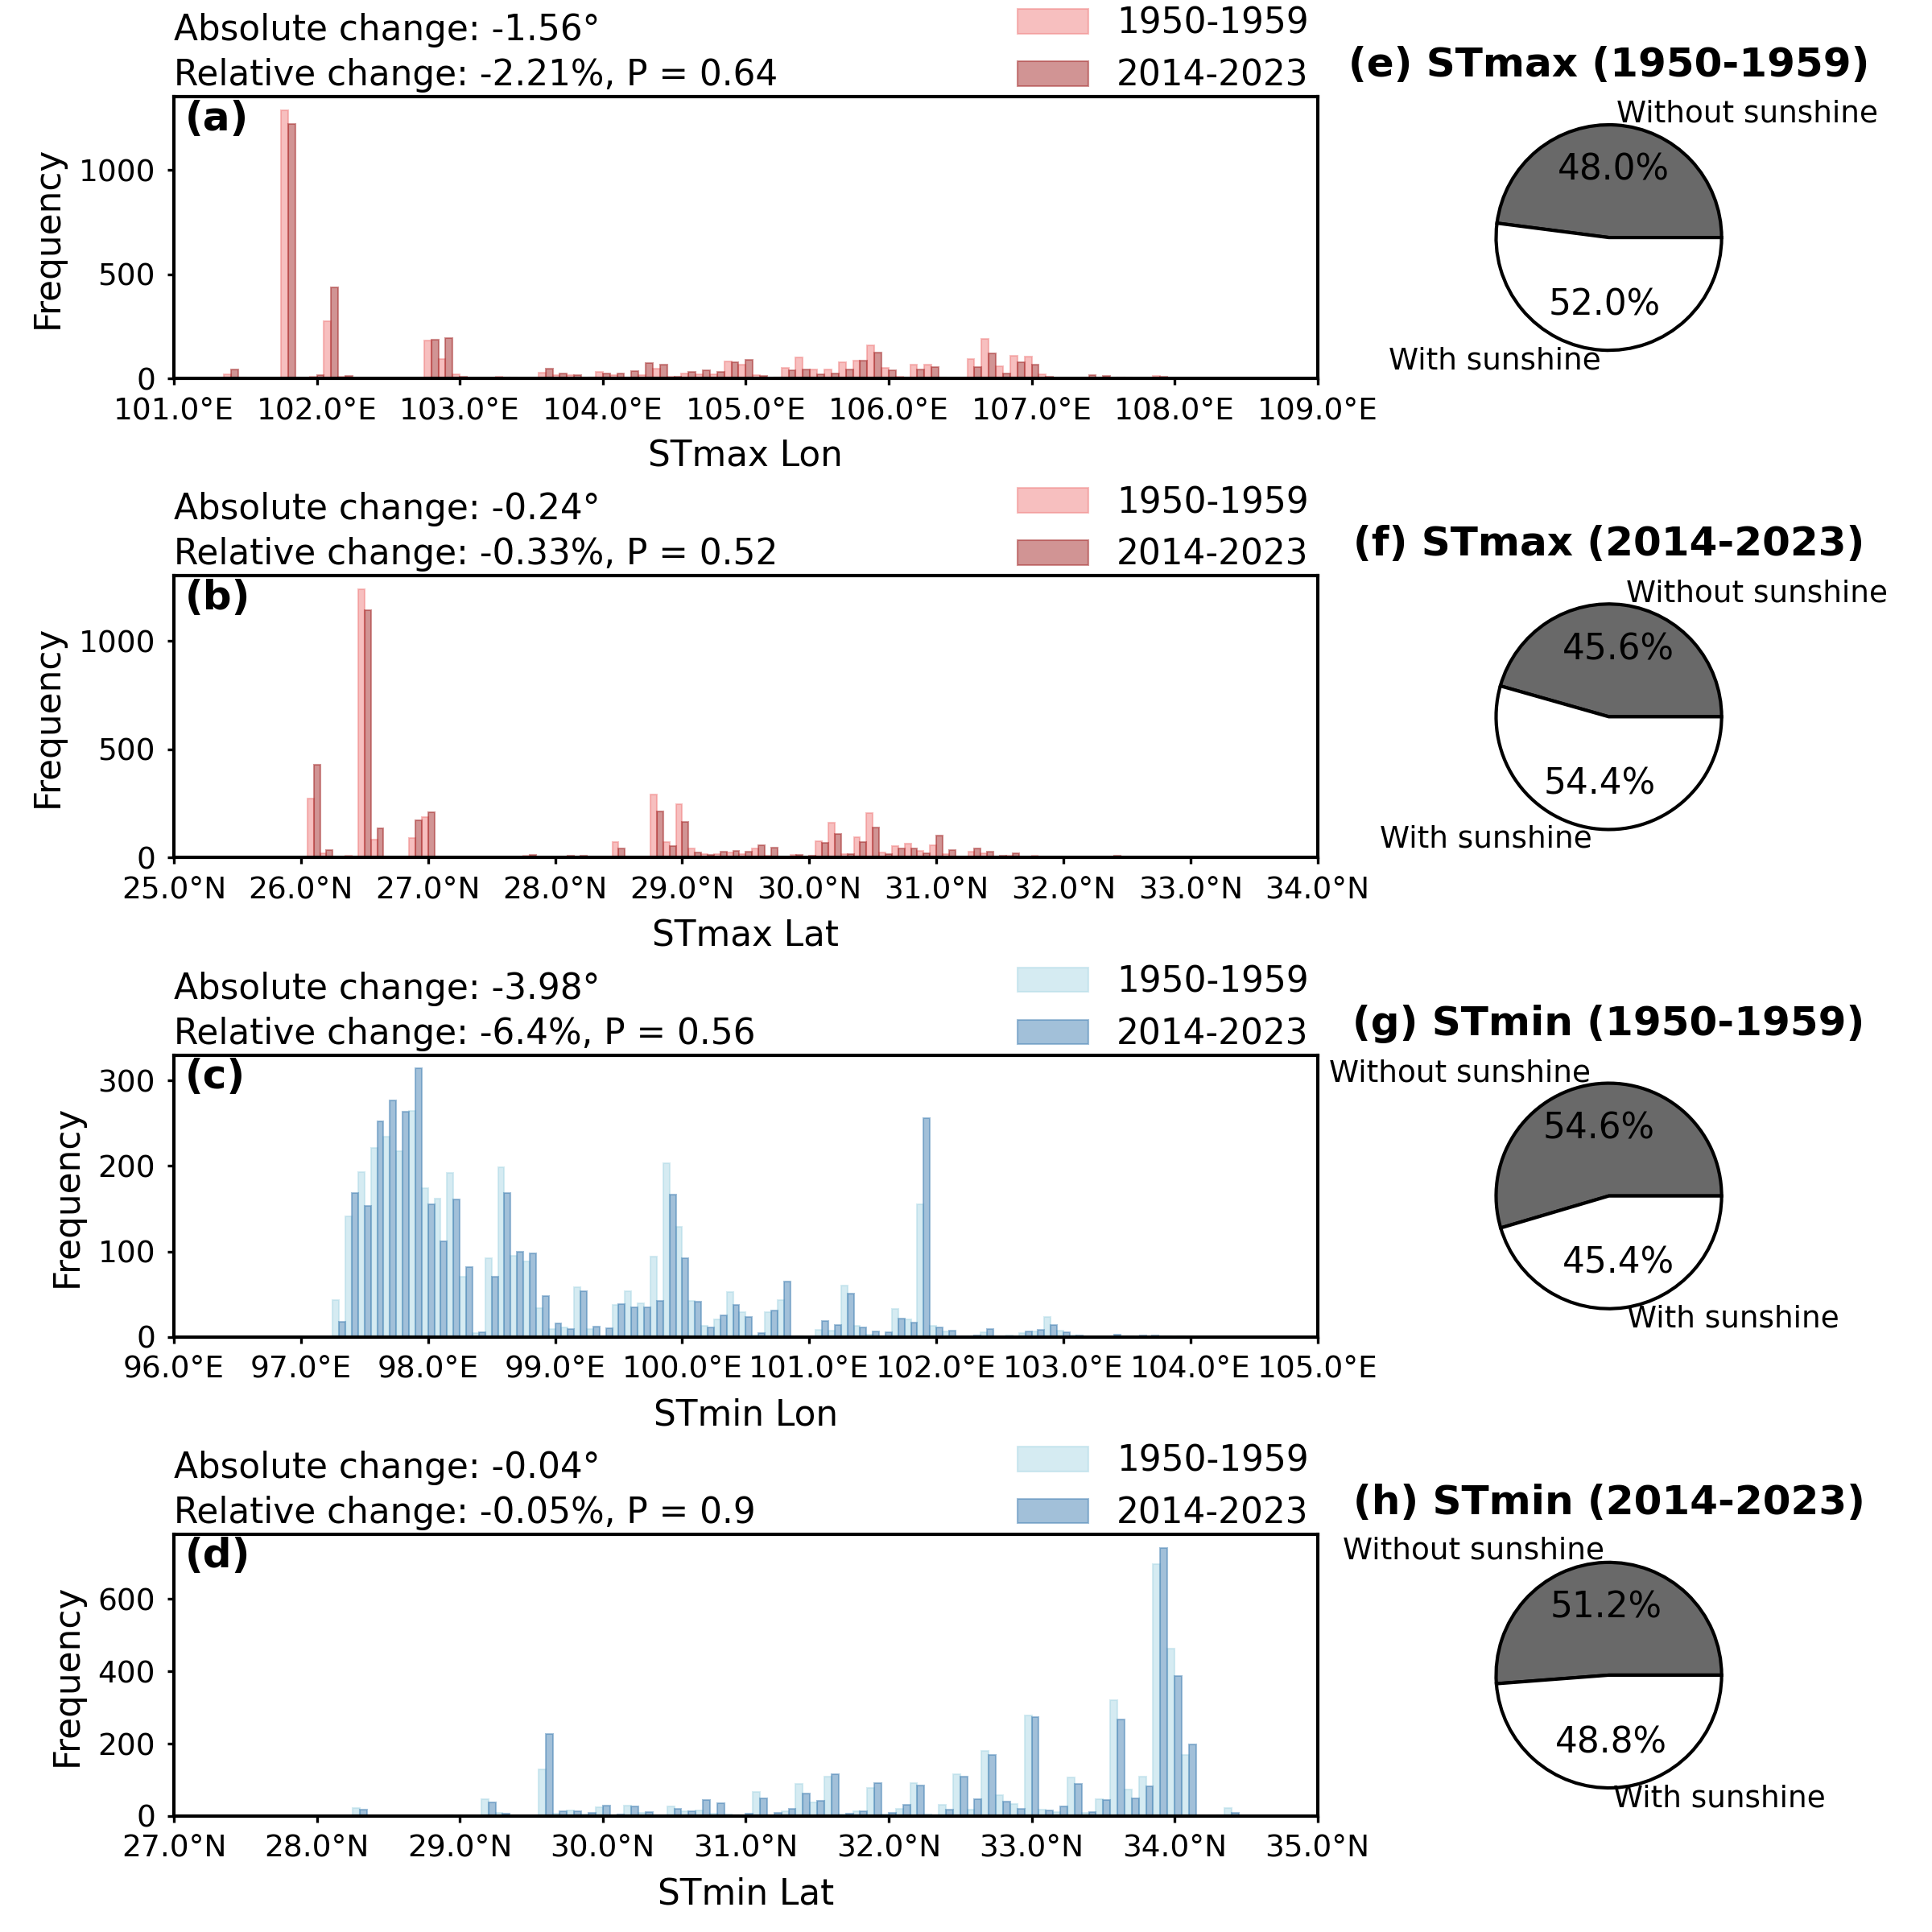 Absolute change: -1.56°
Relative change: -2.21%, P = 0.64
1950-1959
2014-2023
(a)
Frequency
1000
500
0
101.0°E 102.0°E 103.0°E 104.0°E 105.0°E 106.0°E 107.0°E 108.0°E 109.0°E
STmax Lon
(e) STmax (1950-1959)
Without sunshine
48.0%
52.0%
With sunshine
Absolute change: -0.24°
Relative change: -0.33%, P = 0.52
1950-1959
2014-2023
(b)
Frequency
1000
500
0
25.0°N 26.0°N 27.0°N 28.0°N 29.0°N 30.0°N 31.0°N 32.0°N 33.0°N 34.0°N
STmax Lat
(f) STmax (2014-2023)
Without sunshine
45.6%
54.4%
With sunshine
Absolute change: -3.98°
Relative change: -6.4%, P = 0.56
1950-1959
2014-2023
(c)
Frequency
300
200
100
0
96.0°E 97.0°E 98.0°E 99.0°E 100.0°E 101.0°E 102.0°E 103.0°E 104.0°E 105.0°E
STmin Lon
(g) STmin (1950-1959)
Without sunshine
54.6%
45.4%
With sunshine
Absolute change: -0.04°
Relative change: -0.05%, P = 0.9
1950-1959
2014-2023
(d)
Frequency
600
400
200
0
27.0°N 28.0°N 29.0°N 30.0°N 31.0°N 32.0°N 33.0°N 34.0°N 35.0°N
STmin Lat
(h) STmin (2014-2023)
Without sunshine
51.2%
48.8%
With sunshine